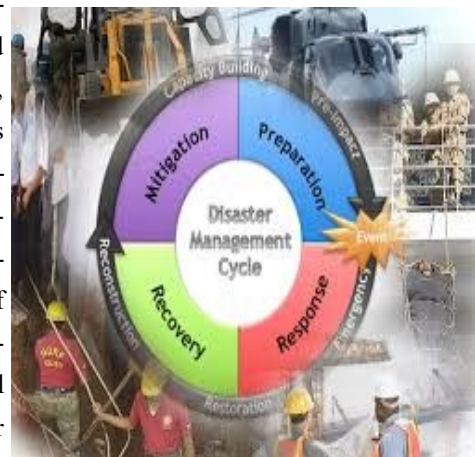 Capacity Building
Pre-impact
Mitigation
Preparation
Disaster
Management
Cycle
Event
Reconstruction
Emergency
Recovery
Response
Restoration